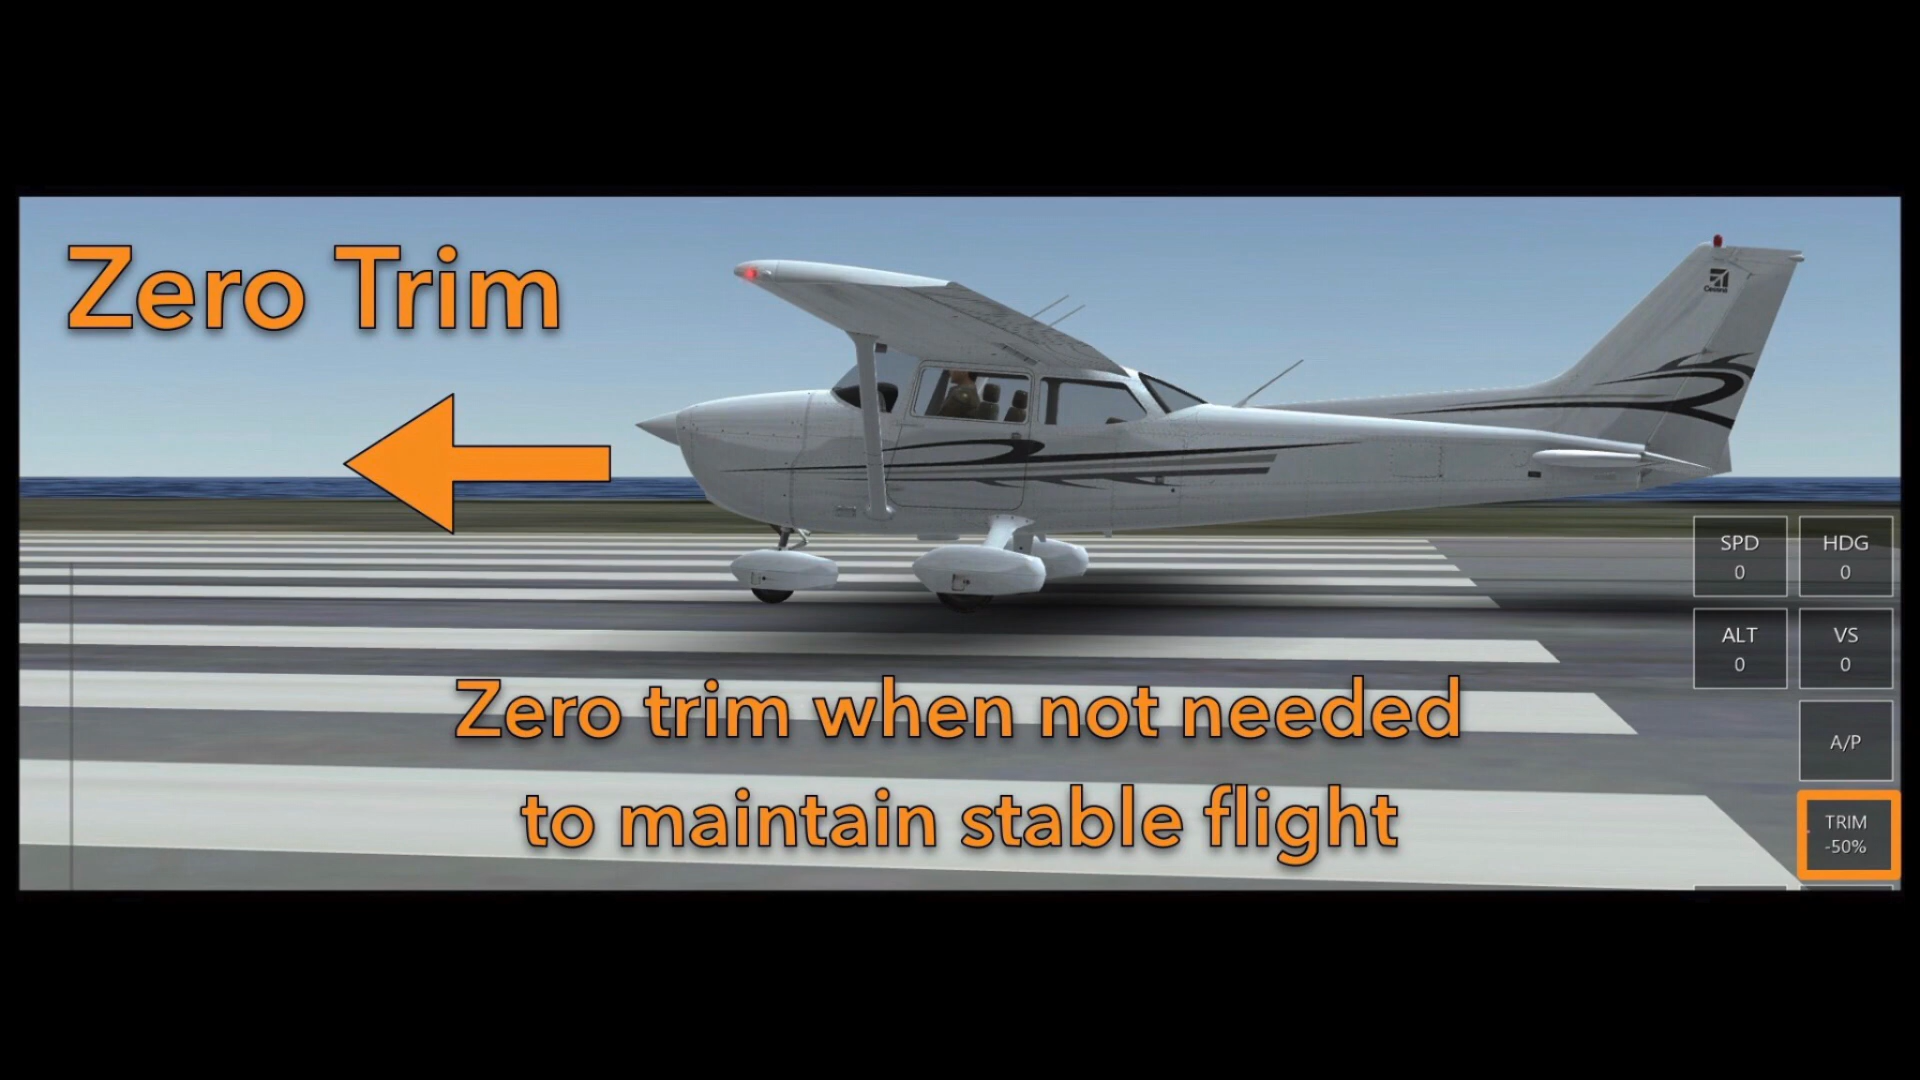 Zero Trim
Cessna
SPD
0
HDG
0
ALT
0
VS
0
A/P
TRIM
-50%
Zero trim when not needed
to maintain stable flight